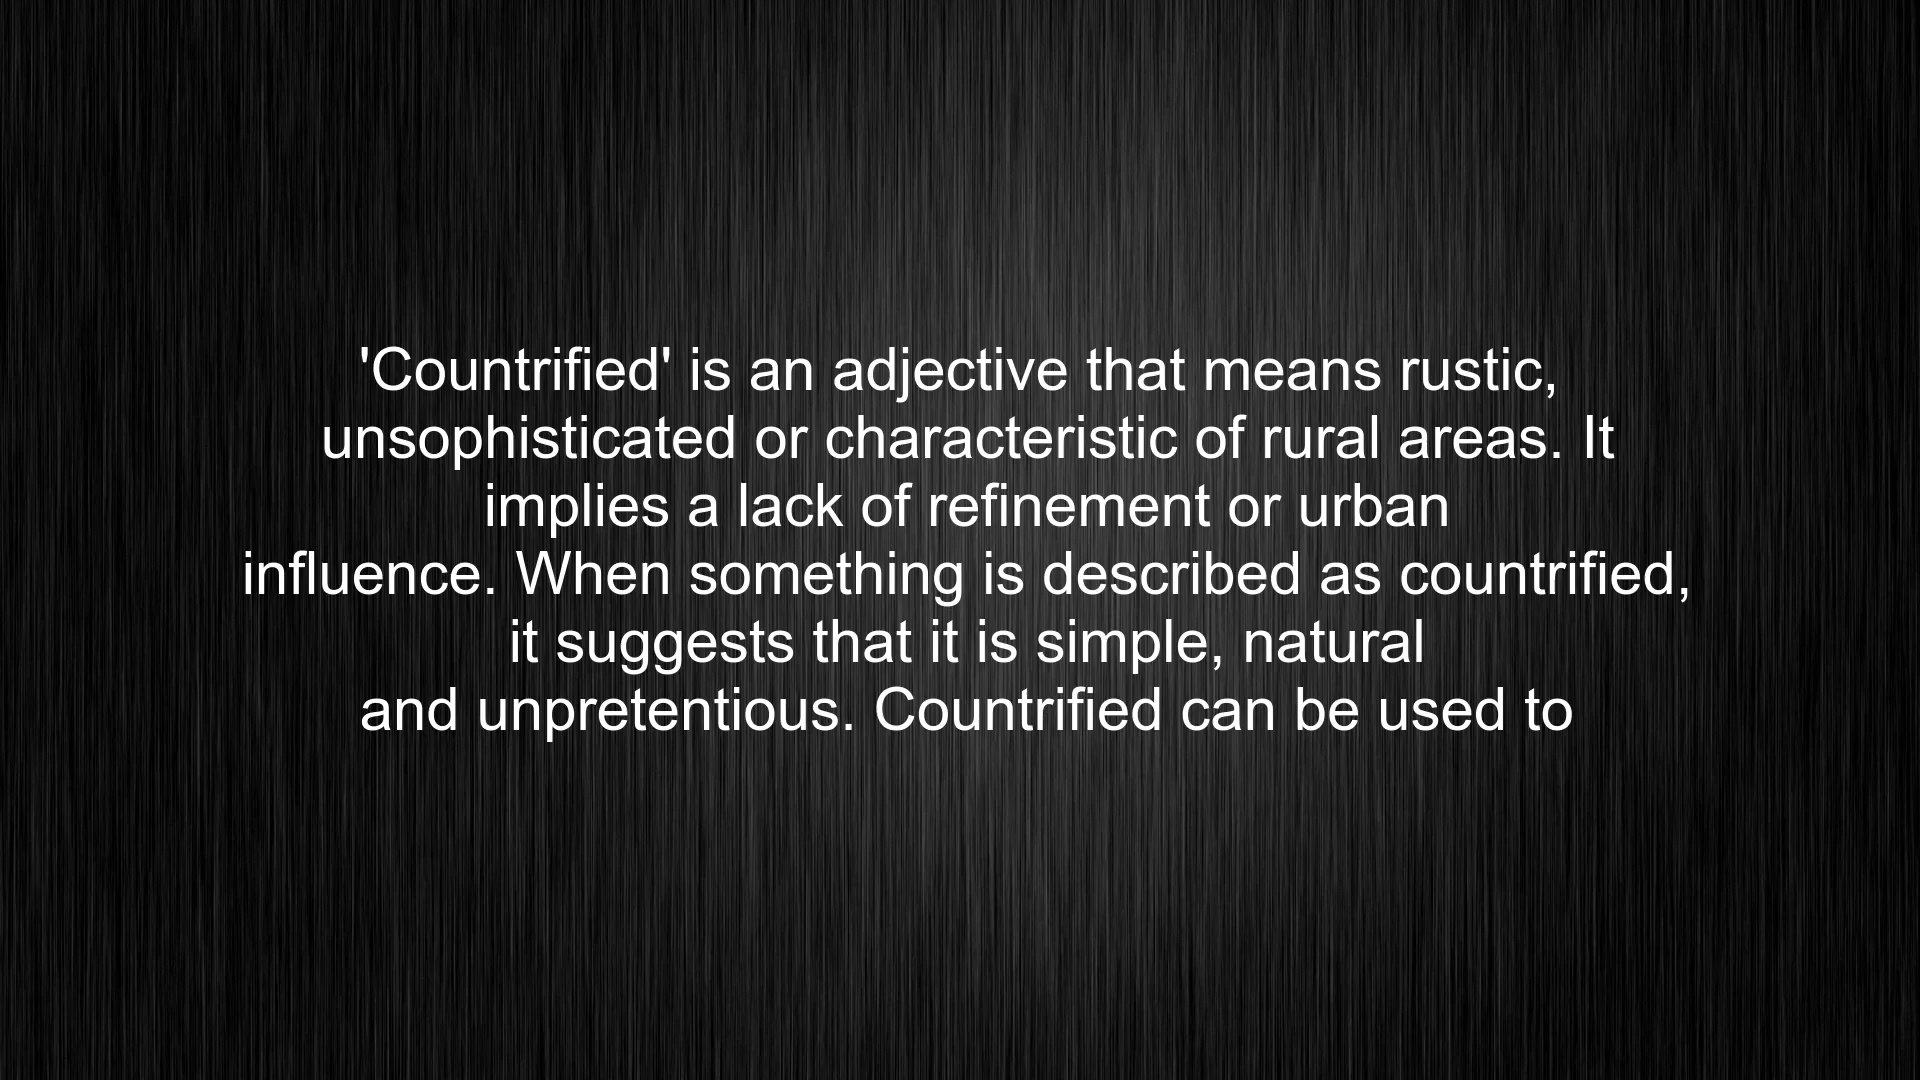 'Countrified' is an adjective that means rustic,
unsophisticated or characteristic of rural areas. It
implies a lack of refinement or urban
influence. When something is described as countrified,
it suggests that it is simple, natural
and unpretentious. Countrified can be used to